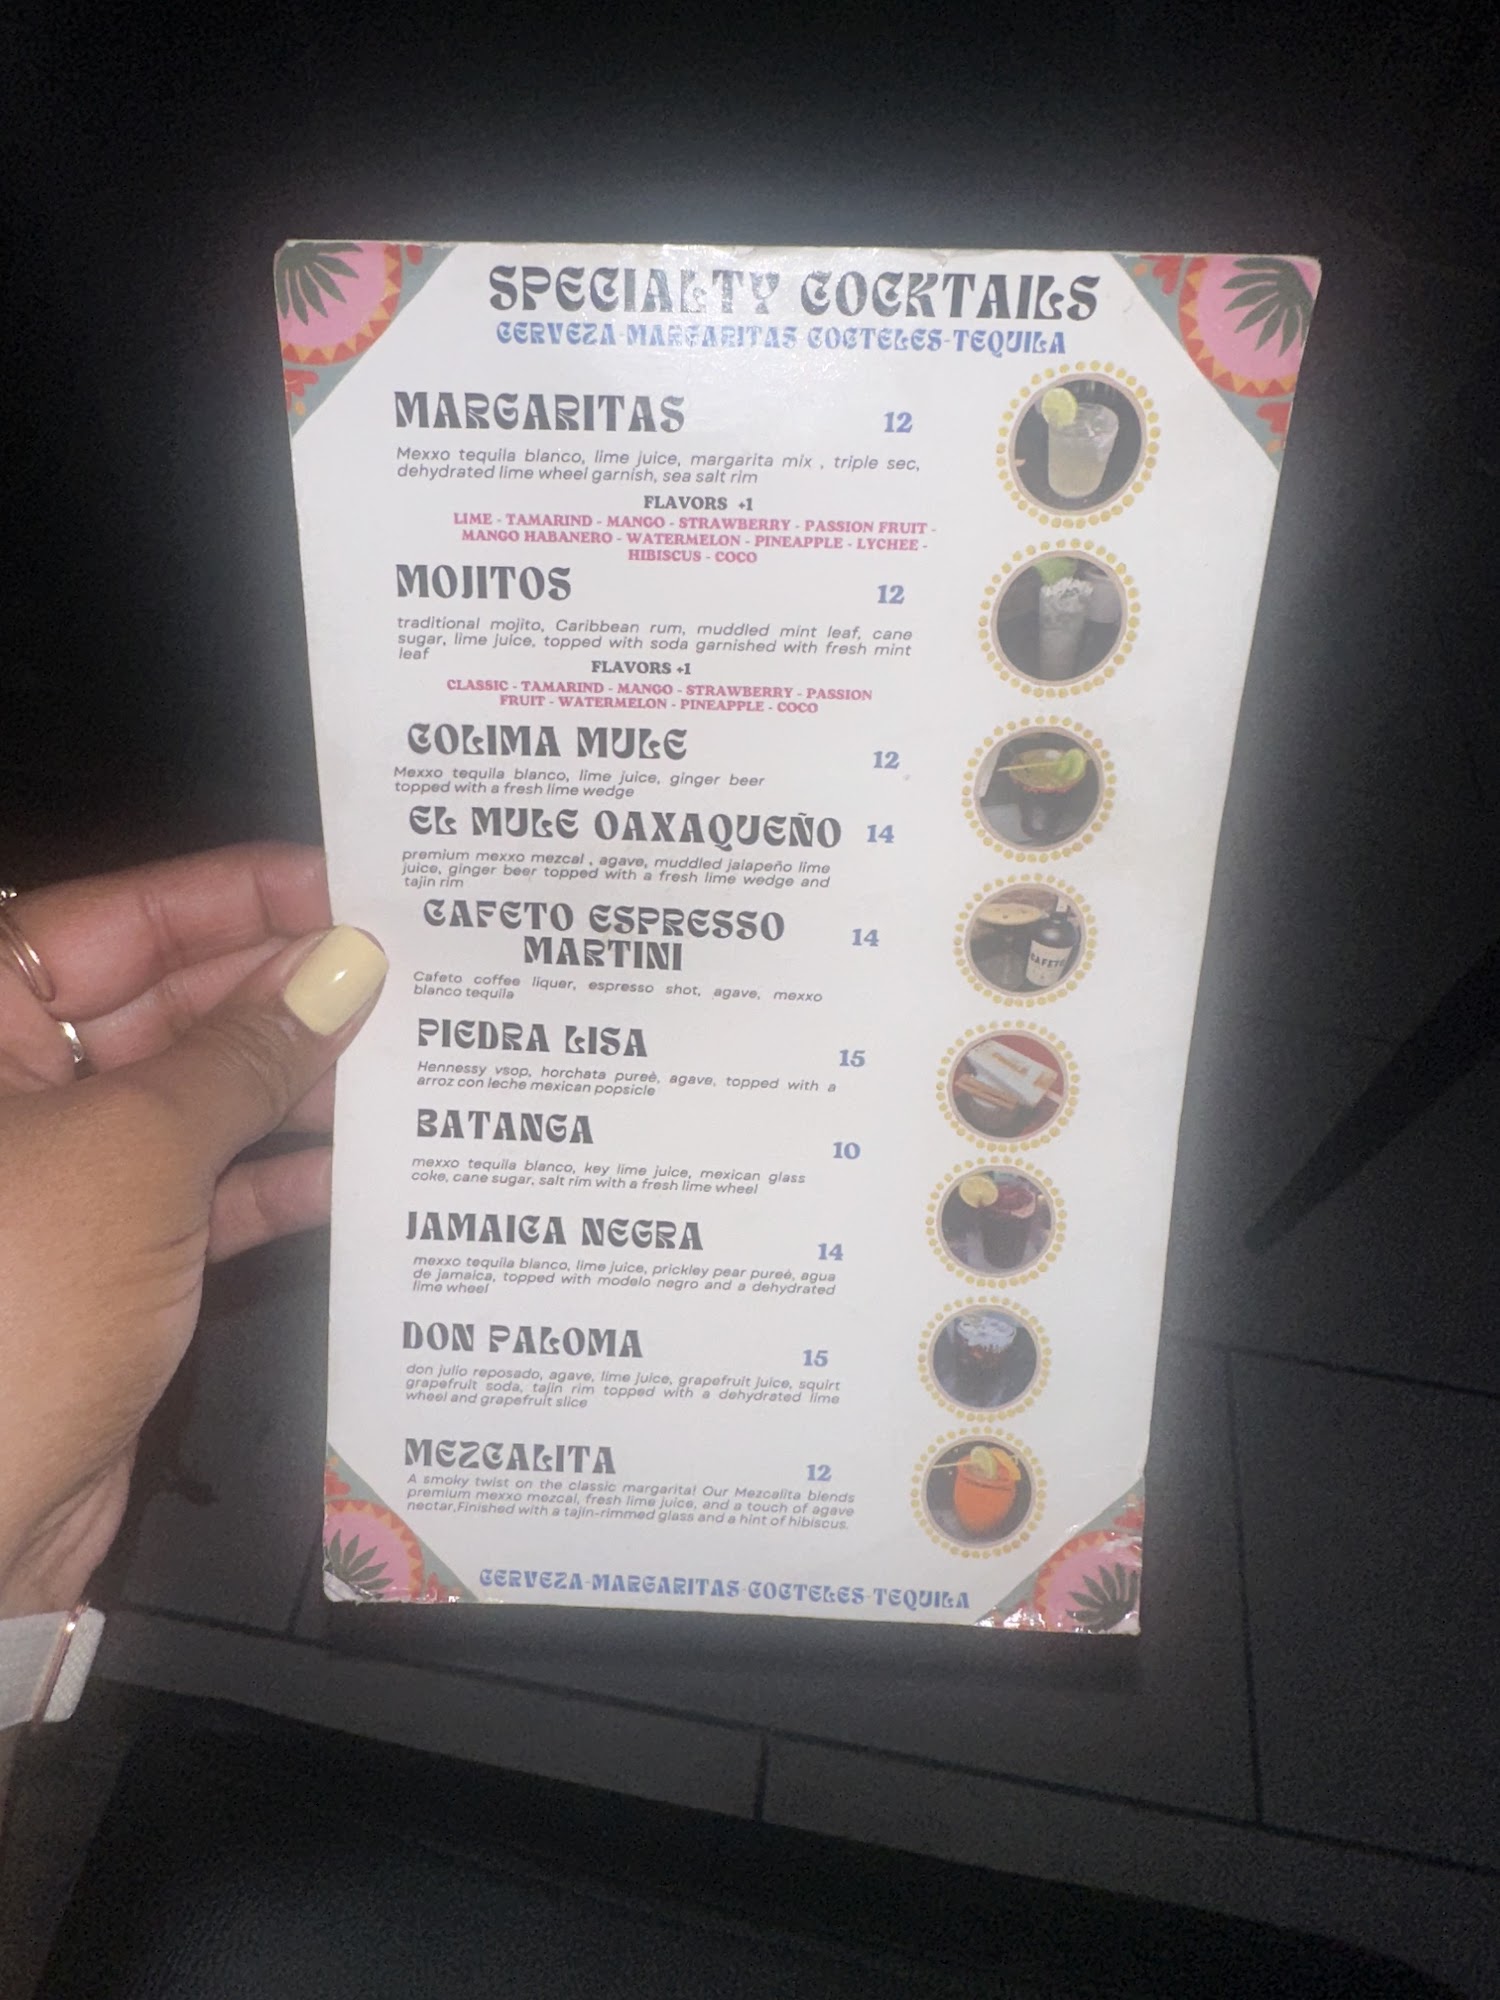 SPECIALTY COCKTAILS
CERVEZA-MARGARITAS COCTELES-TEQUILA
MARGARITAS 12
Mexxo tequila blanco, lime juice, margarita mix , triple sec,
dehydrated lime wheel garnish, sea salt rim
FLAVORS +1
LIME - TAMARIND - MANGO - STRAWBERRY - PASSION FRUIT -
MANGO HABANERO - WATERMELON - PINEAPPLE - LYCHEE -
HIBISCUS - COCO
MOJITOS 12
traditional mojito, Caribbean rum, muddled mint leaf, cane
sugar, lime juice, topped with soda garnished with fresh mint
leaf
FLAVORS +1
CLASSIC - TAMARIND - MANGO - STRAWBERRY - PASSION
FRUIT - WATERMELON - PINEAPPLE - COCO
COLIMA MULE 12
Mexxo tequila blanco, lime juice, ginger beer
topped with a fresh lime wedge
EL MULE OAXAQUEÑO 14
premium mexxo mezcal , agave, muddled jalapeño lime
juice, ginger beer topped with a fresh lime wedge and
tajin rim
CAFETO ESPRESSO
MARTINI 14
Cafeto coffee liquer, espresso shot, agave, mexxo
blanco tequila
CAFETO
PIEDRA LISA 15
Hennessy vsop, horchata pureè, agave, topped with a
arroz con leche mexican popsicle
BATANGA 10
mexxo tequila blanco, key lime juice, mexican glass
coke, cane sugar, salt rim with a fresh lime wheel
JAMAICA NEGRA 14
mexxo tequila blanco, lime juice, prickley pear pureè, agua
de jamaica, topped with modelo negro and a dehydrated
lime wheel
DON PALOMA 15
don julio reposado, agave, lime juice, grapefruit juice, squirt
grapefruit soda, tajin rim topped with a dehydrated lime
wheel and grapefruit slice
MEZCALITA 12
A smoky twist on the classic margarita! Our Mezcalita blends
premium mexxo mezcal, fresh lime juice, and a touch of agave
nectar,Finished with a tajin-rimmed glass and a hint of hibiscus.
CERVEZA-MARGARITAS-COCTELES-TEQUILA